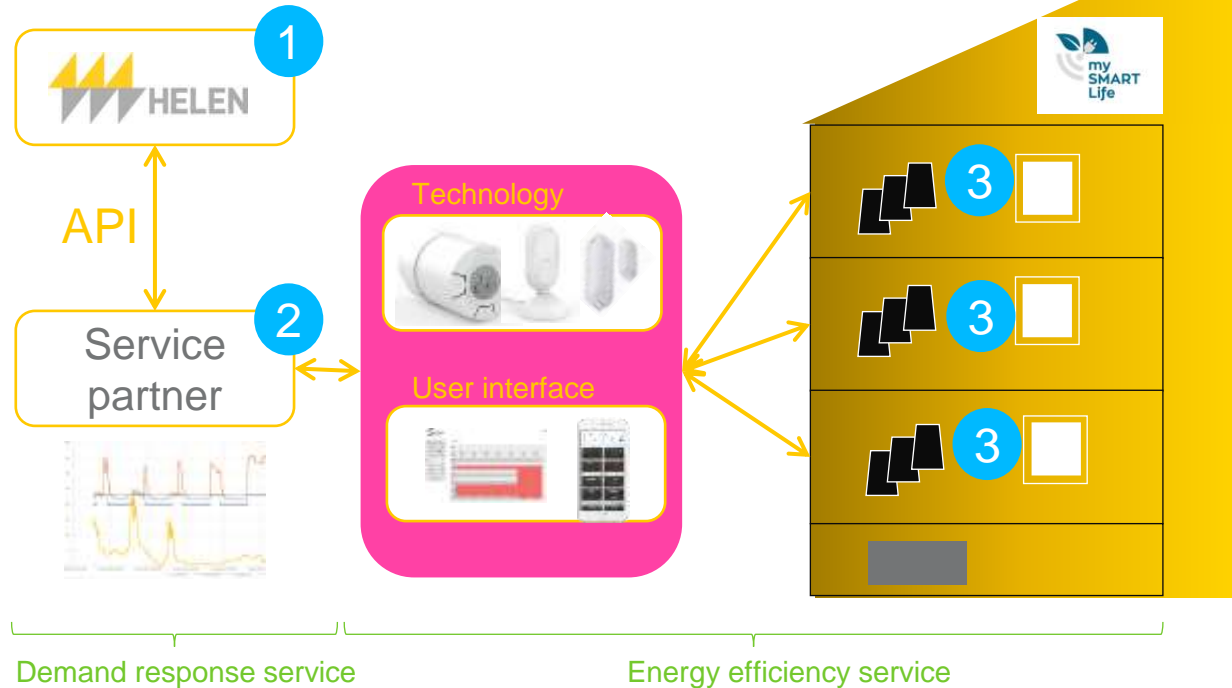 1
HELEN
my
SMART
Life
API
Technology
3
2
Service
partner
3
User interface
3
Demand response service
Energy efficiency service